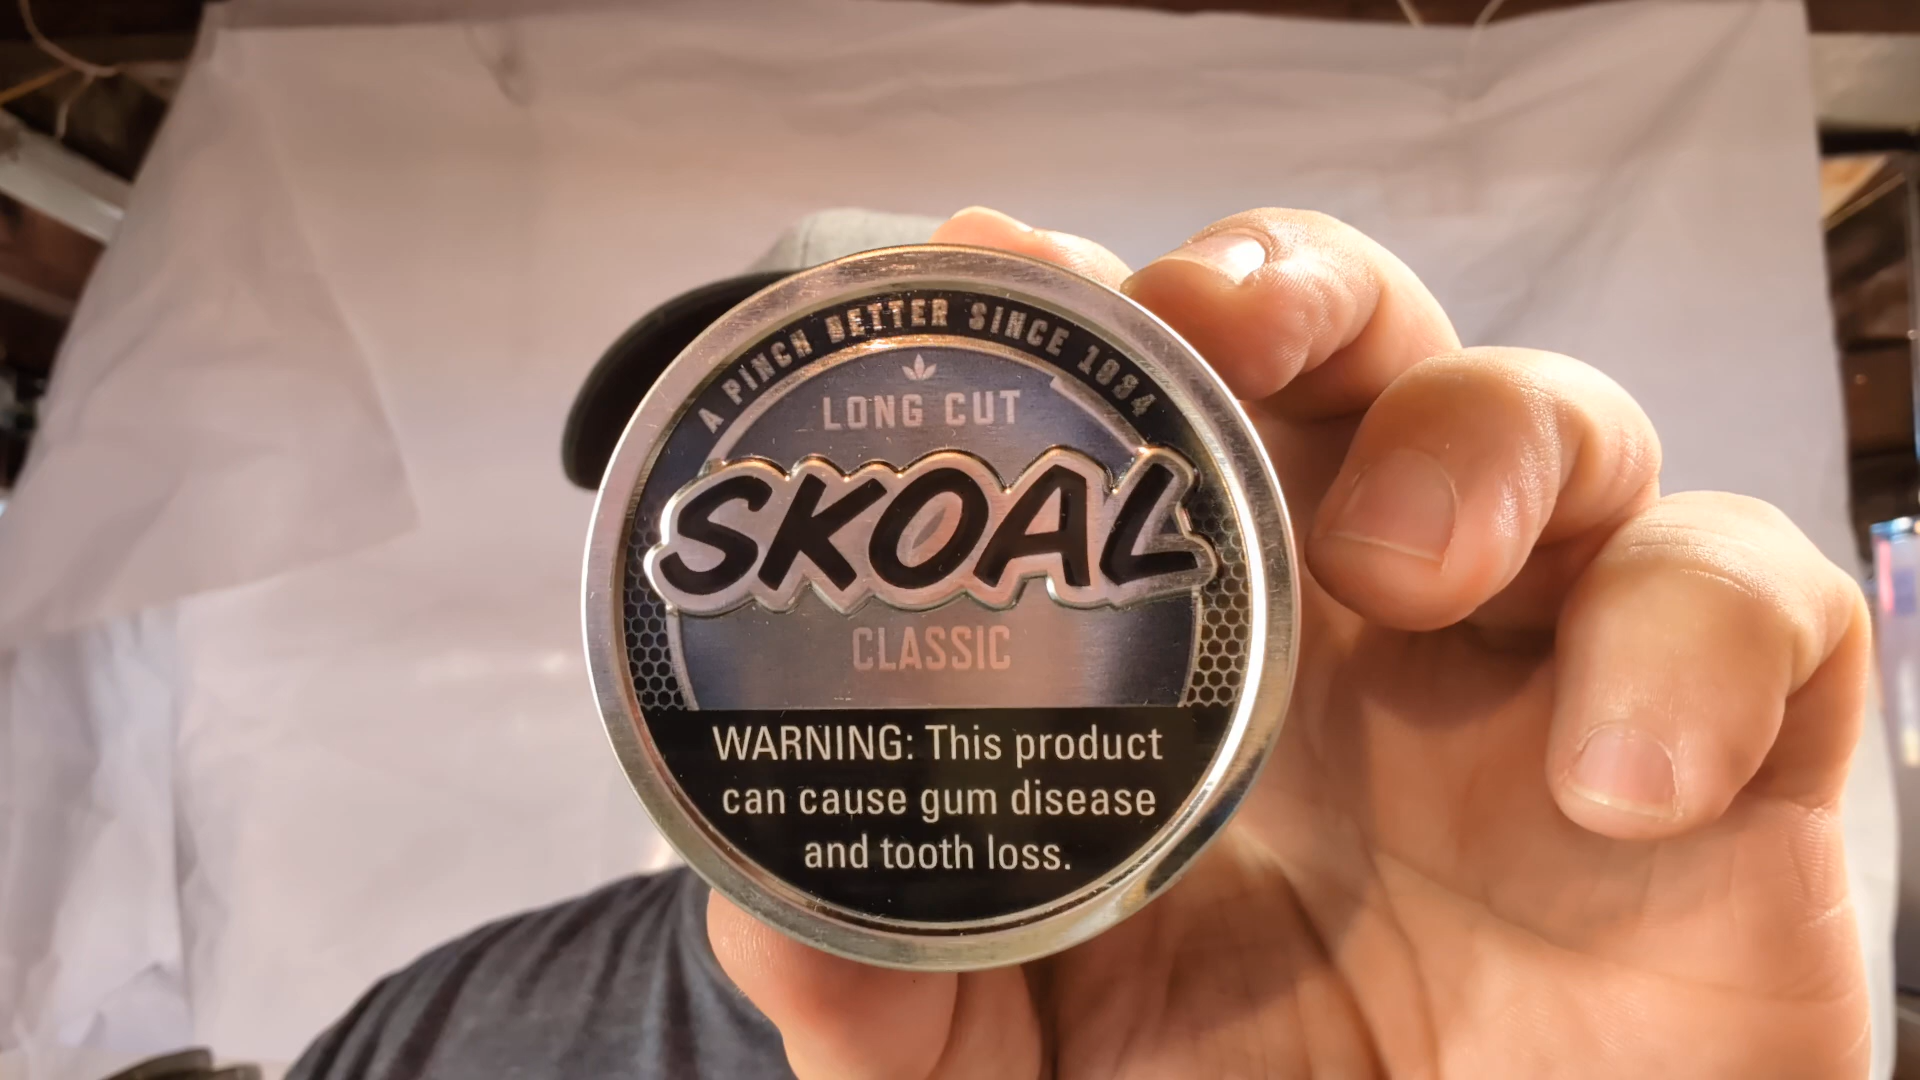 A PINCH BETTER SINCE 1934
LONG CUT
SKOAL
CLASSIC
WARNING: This product
can cause gum disease
and tooth loss.